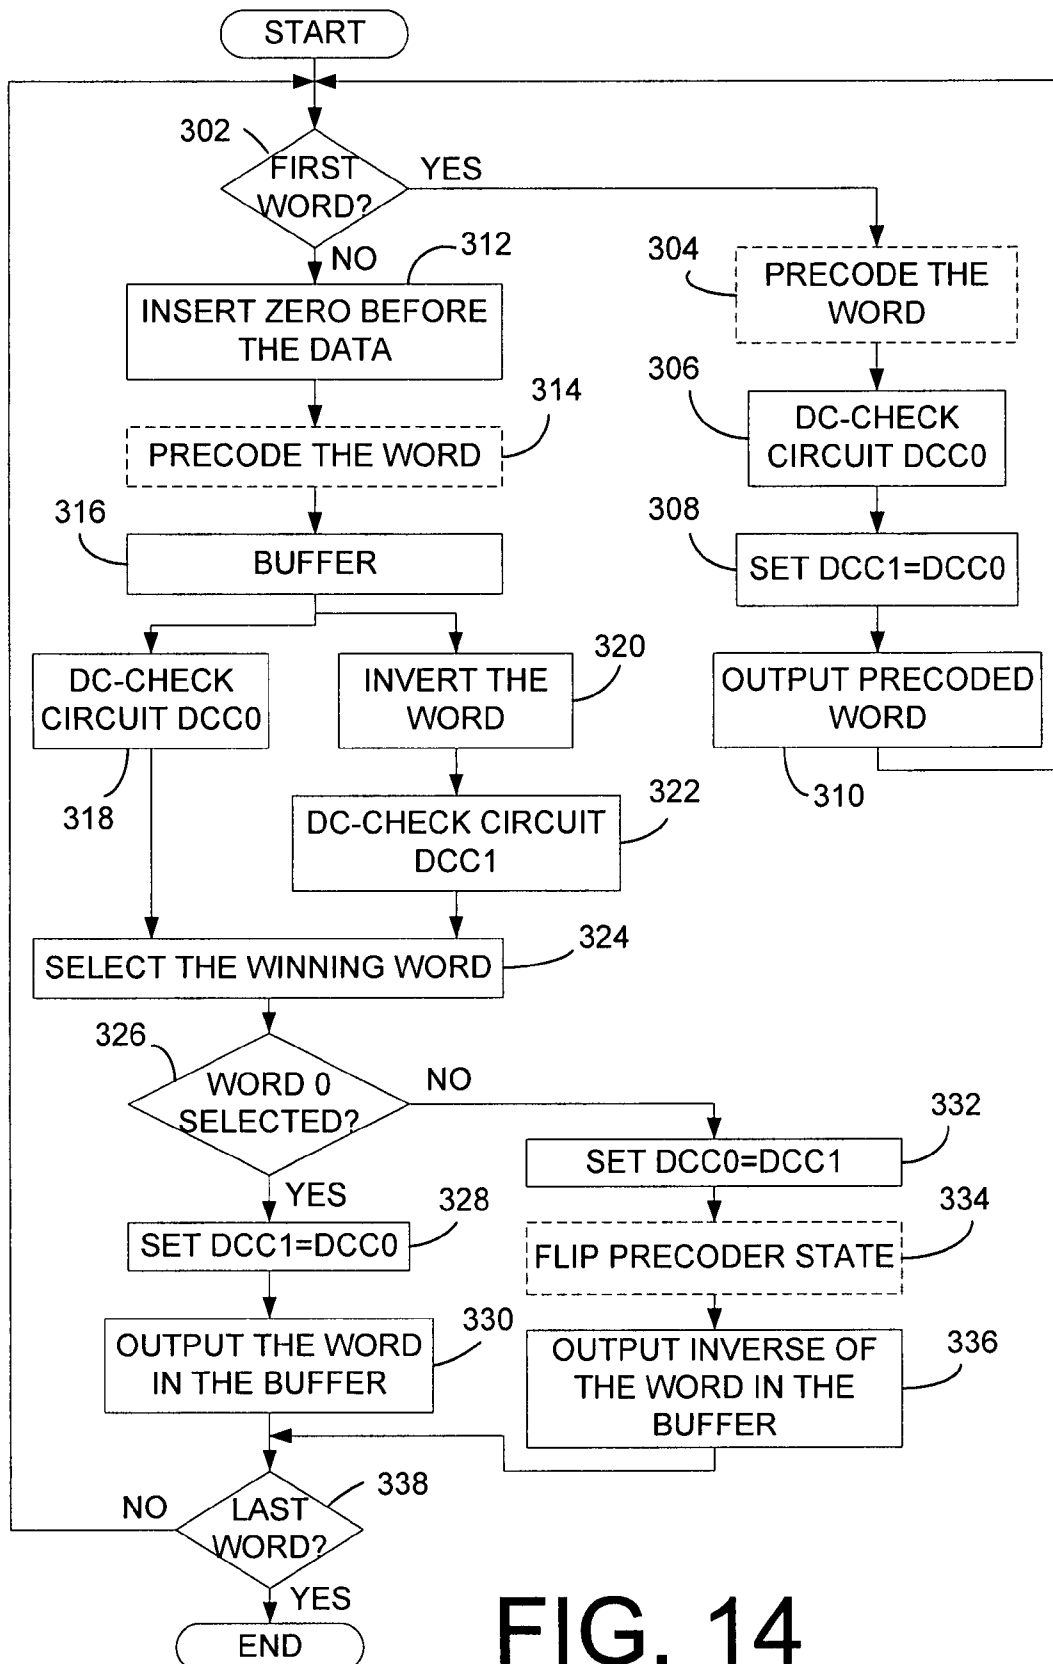 START
302
FIRST
WORD?
YES
NO
312
INSERT ZERO BEFORE
THE DATA
304
PRECODE THE
WORD
314
PRECODE THE WORD
306
DC-CHECK
CIRCUIT DCC0
316
BUFFER
308
SET DCC1=DCC0
DC-CHECK
CIRCUIT DCC0
318
INVERT THE
WORD
320
OUTPUT PRECODED
WORD
310
DC-CHECK CIRCUIT
DCC1
322
SELECT THE WINNING WORD
324
326
WORD 0
SELECTED?
NO
YES
332
SET DCC0=DCC1
328
SET DCC1=DCC0
334
FLIP PRECODER STATE
OUTPUT THE WORD
IN THE BUFFER
330
OUTPUT INVERSE OF
THE WORD IN THE
BUFFER
336
NO
LAST
WORD?
338
YES
END
FIG. 14